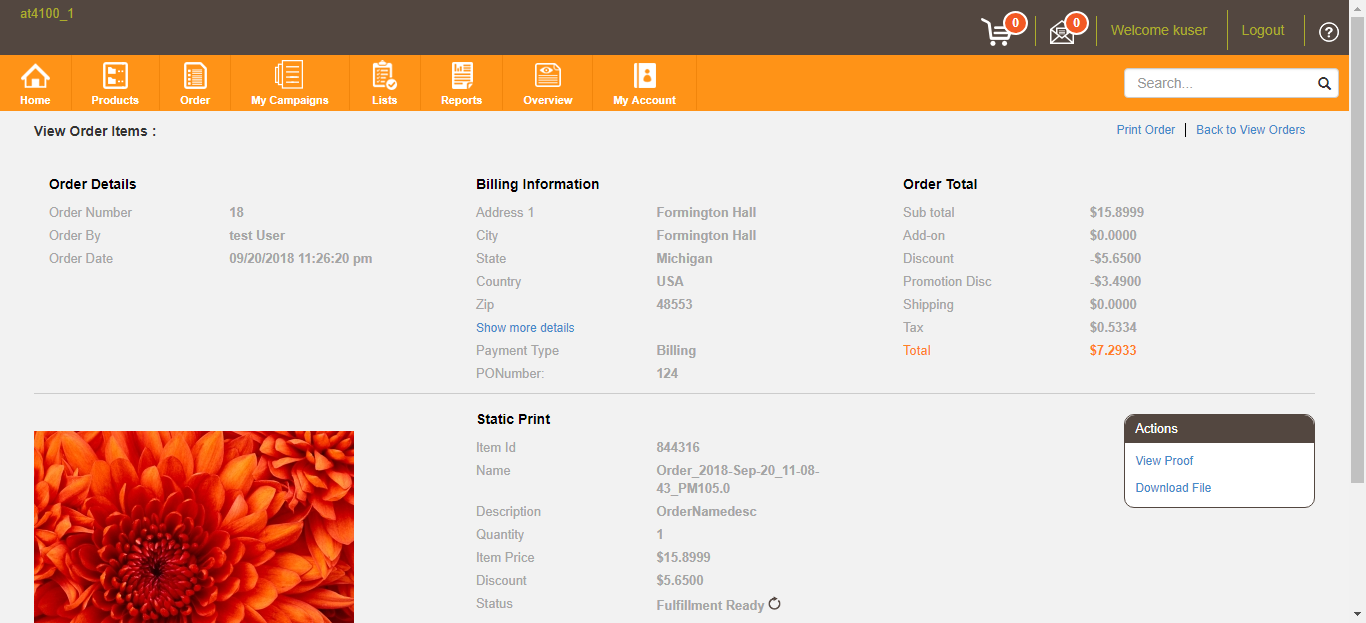 at4100_1
0
0
Welcome kuser
Logout
?
Home
Products
Order
My Campaigns
Lists
Reports
Overview
My Account
Search...
View Order Items :
Print Order
Back to View Orders
Order Details
Order Number 18
Order By test User
Order Date 09/20/2018 11:26:20 pm
Billing Information
Address 1 Formington Hall
City Formington Hall
State Michigan
Country USA
Zip 48553
Show more details
Payment Type Billing
PONumber: 124
Order Total
Sub total $15.8999
Add-on $0.0000
Discount -$5.6500
Promotion Disc -$3.4900
Shipping $0.0000
Tax $0.5334
Total $7.2933
Static Print
Item Id 844316
Name Order_2018-Sep-20_11-08-
43_PM105.0
Description OrderNamedesc
Quantity 1
Item Price $15.8999
Discount $5.6500
Status Fulfillment Ready
Actions
View Proof
Download File